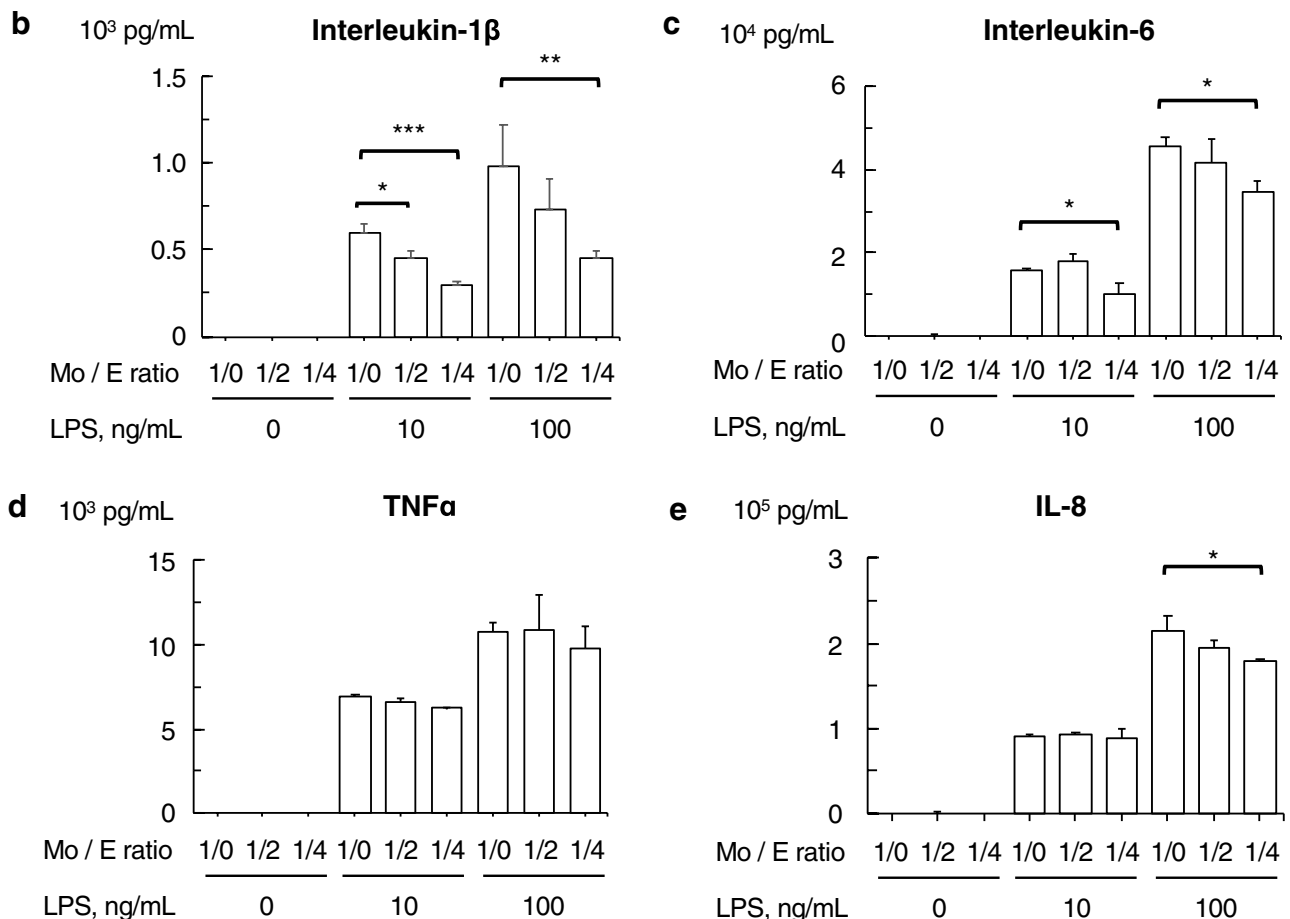 b 10³ pg/mL Interleukin-1β
1.5
1.0
0.5
0
***
*
**
Mo / E ratio 1/0 1/2 1/4 1/0 1/2 1/4 1/0 1/2 1/4
LPS, ng/mL 0 10 100
c 10⁴ pg/mL Interleukin-6
6
4
2
0
*
*
Mo / E ratio 1/0 1/2 1/4 1/0 1/2 1/4 1/0 1/2 1/4
LPS, ng/mL 0 10 100
d 10³ pg/mL TNFα
15
10
5
0
Mo / E ratio 1/0 1/2 1/4 1/0 1/2 1/4 1/0 1/2 1/4
LPS, ng/mL 0 10 100
e 10⁵ pg/mL IL-8
3
2
1
0
*
Mo / E ratio 1/0 1/2 1/4 1/0 1/2 1/4 1/0 1/2 1/4
LPS, ng/mL 0 10 100